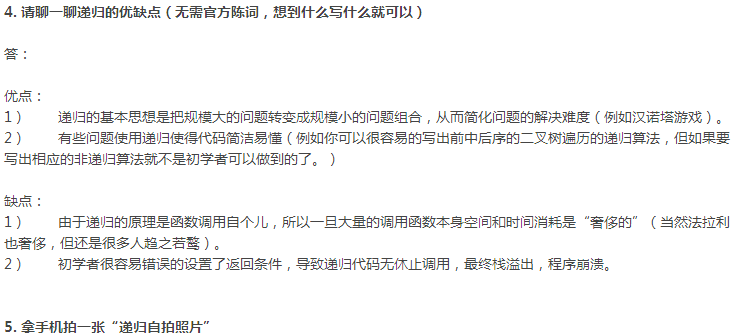 4. 请聊一聊递归的优缺点（无需官方陈词，想到什么写什么就可以）
答：
优点：
1） 递归的基本思想是把规模大的问题转变成规模小的问题组合，从而简化问题的解决难度（例如汉诺塔游戏）。
2） 有些问题使用递归使得代码简洁易懂（例如你可以很容易的写出前中后序的二叉树遍历的递归算法，但如果要
写出相应的非递归算法就不是初学者可以做到的了。）
缺点：
1） 由于递归的原理是函数调用自个儿，所以一旦大量的调用函数本身空间和时间消耗是“奢侈的”（当然法拉利
也奢侈，但还是很多人趋之若鹜）。
2） 初学者很容易错误的设置了返回条件，导致递归代码无休止调用，最终栈溢出，程序崩溃。
5. 拿手机拍一张“递归自拍照片”